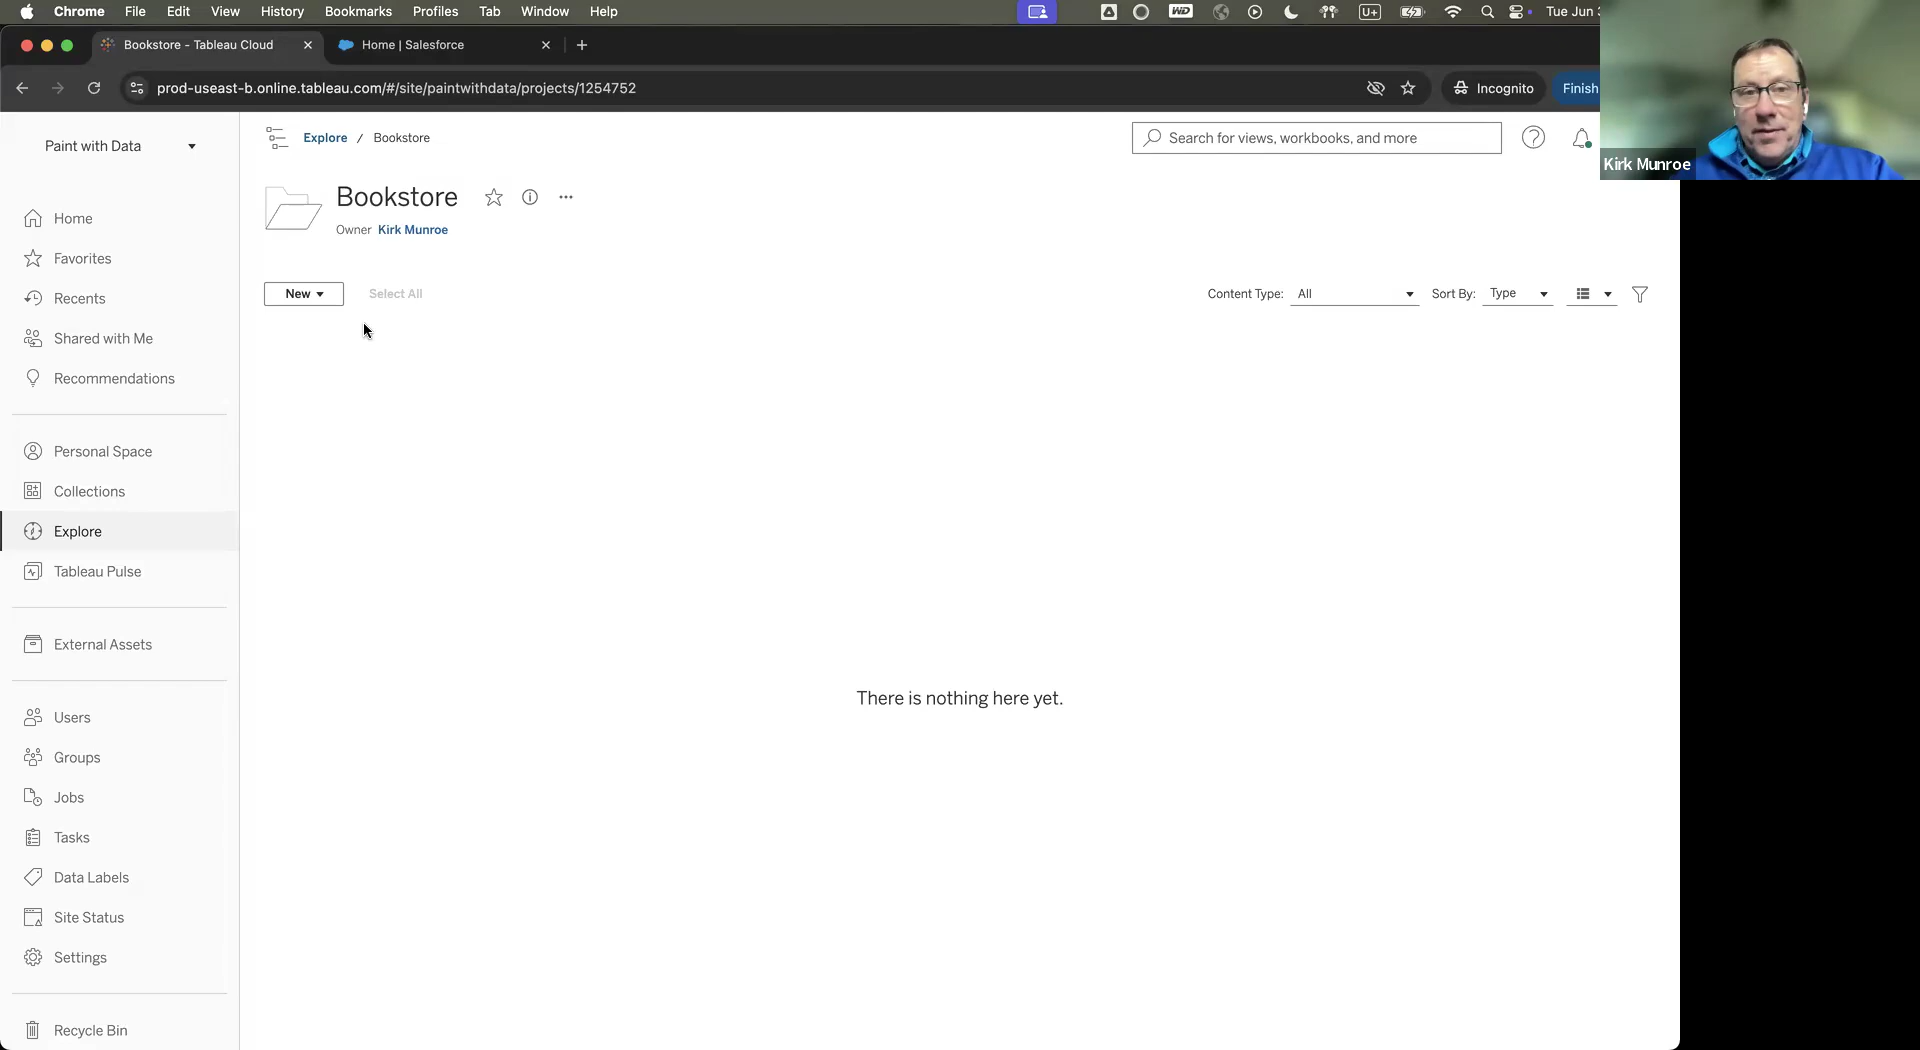 Chrome File Edit View History Bookmarks Profiles Tab Window Help
WD U+ Tue Jun
Bookstore - Tableau Cloud Home | Salesforce
prod-useast-b.online.tableau.com/#/site/paintwithdata/projects/1254752 Incognito Finish
Kirk Munroe
Paint with Data
Explore / Bookstore
Search for views, workbooks, and more
Bookstore
Owner Kirk Munroe
New Select All Content Type: All Sort By: Type
Home
Favorites
Recents
Shared with Me
Recommendations
Personal Space
Collections
Explore
Tableau Pulse
External Assets
Users
Groups
Jobs
Tasks
Data Labels
Site Status
Settings
Recycle Bin
There is nothing here yet.